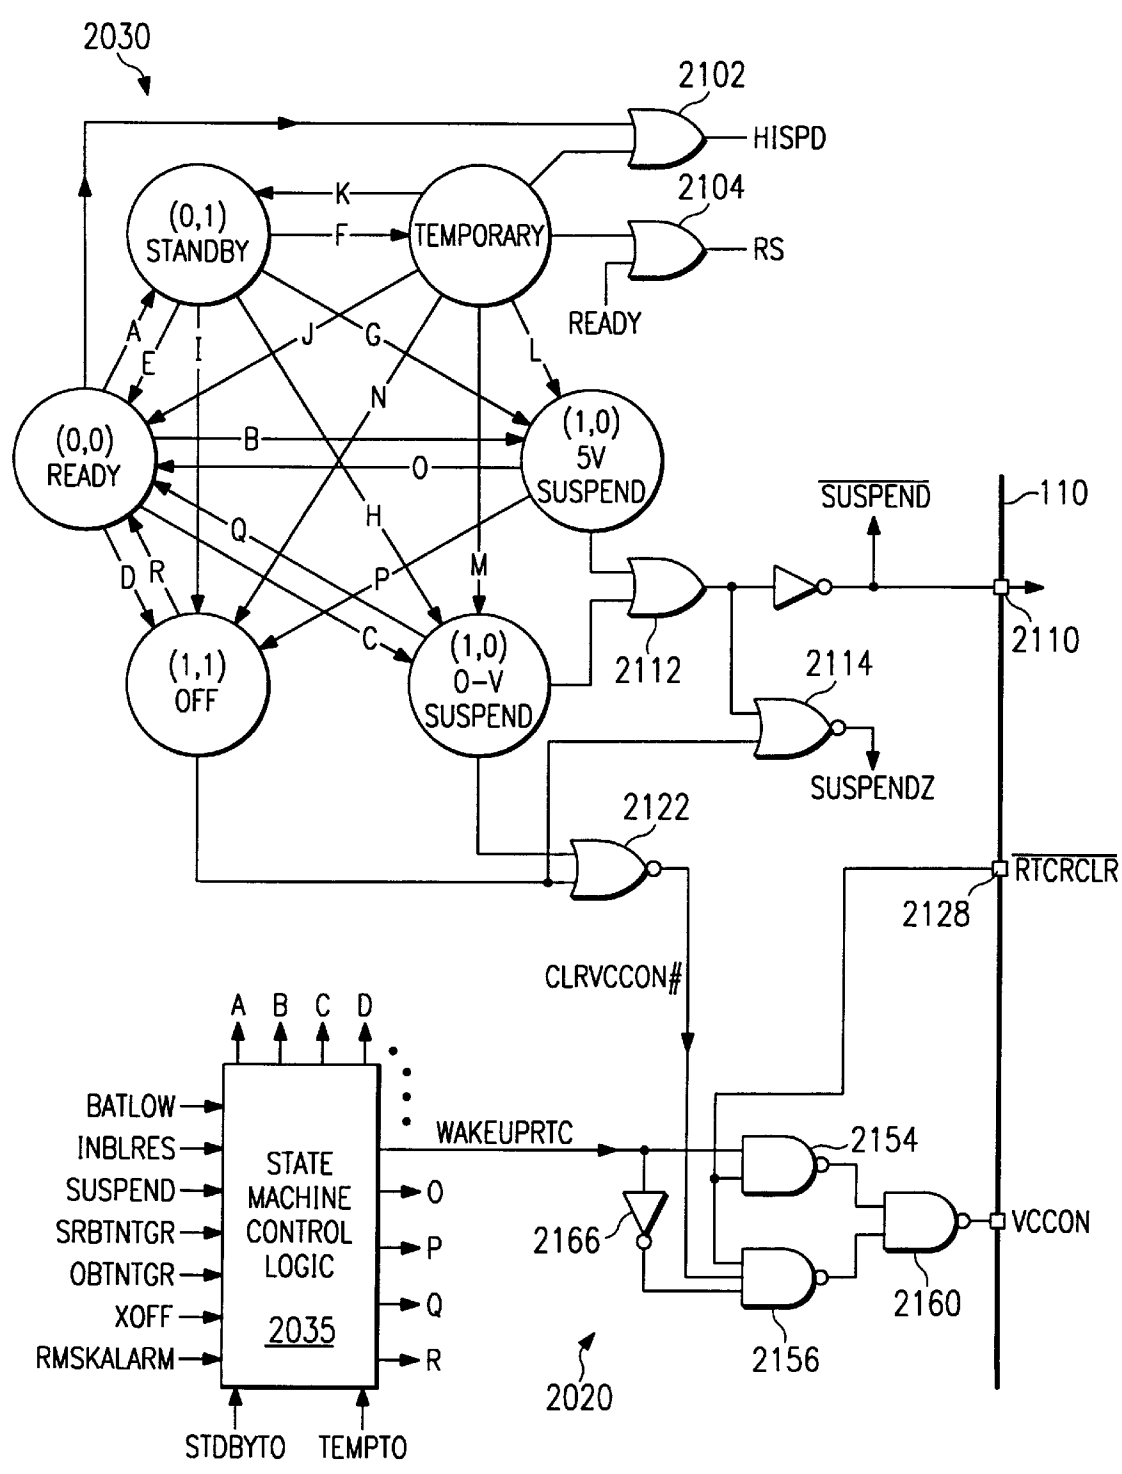 2030
2102
HISPD
2104
RS
READY
(0,1)
STANDBY
K
F
TEMPORARY
A
E
I
J
G
L
N
(0,0)
READY
B
O
(1,0)
5V
SUSPEND
SUSPEND
110
Q
H
D
R
P
M
C
2112
2110
(1,1)
OFF
(1,0)
0-V
SUSPEND
2114
SUSPENDZ
2122
RTCRCLR
2128
CLRVCCON#
A B C D
BATLOW
INBLRES
SUSPEND
SRBTNTGR
OBTNTGR
XOFF
RMSKALARM
STATE
MACHINE
CONTROL
LOGIC
2035
WAKEUPRTC
O
P
Q
R
2154
2166
VCCON
2160
2156
2020
STDBYTO
TEMPTO